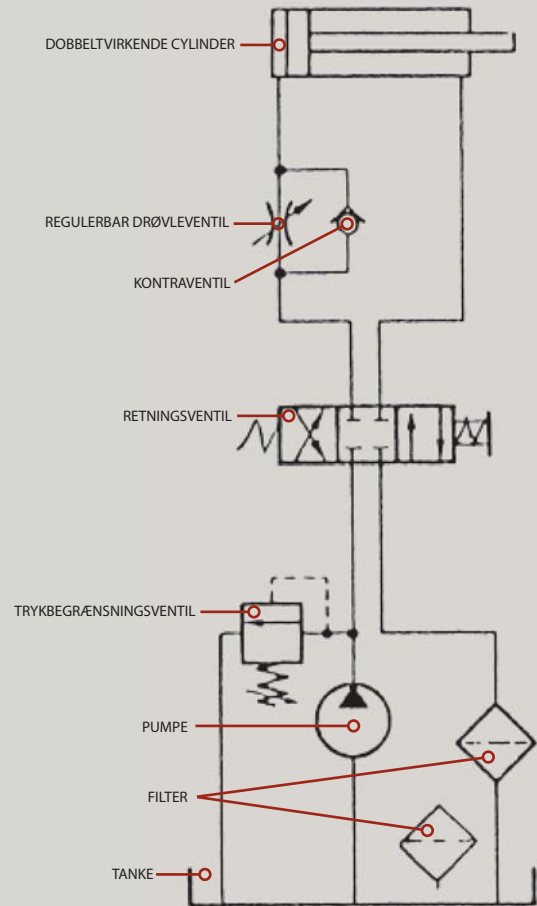 DOBBELTVIRKENDE CYLINDER
REGULERBAR DRØVLEVENTIL
KONTRAVENTIL
RETNINGSVENTIL
TRYKBEGRÆNSNINGSVENTIL
PUMPE
FILTER
TANKE